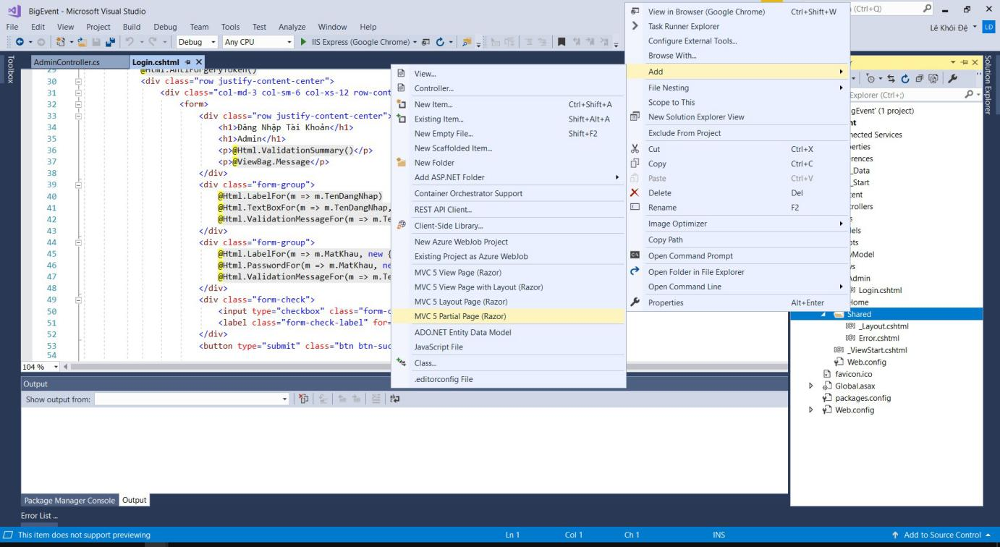 BigEvent - Microsoft Visual Studio
(Ctrl+Q)
File Edit View Project Build Debug Team Tools Test Analyze Window Help
Lê Khôi Đệ LĐ
Debug Any CPU IIS Express (Google Chrome)
Toolbox
AdminController.cs Login.cshtml
29 @Html.AntiForgeryToken()
30 <div class="row justify-content-center">
31 <div class="col-md-3 col-sm-6 col-xs-12 row-cont
32 <form>
33 <div class="row justify-content-center">
34 <h1>Đăng Nhập Tài Khoản</h1>
35 <h1>Admin</h1>
36 <p>@Html.ValidationSummary()</p>
37 <p>@ViewBag.Message</p>
38 </div>
39 <div class="form-group">
40 @Html.LabelFor(m => m.TenDangNhap)
41 @Html.TextBoxFor(m => m.TenDangNhap,
42 @Html.ValidationMessageFor(m => m.Te
43 </div>
44 <div class="form-group">
45 @Html.LabelFor(m => m.MatKhau, new {
46 @Html.PasswordFor(m => m.MatKhau, ne
47 @Html.ValidationMessageFor(m => m.Te
48 </div>
49 <div class="form-check">
50 <input type="checkbox" class="form-c
51 <label class="form-check-label" for=
52 </div>
53 <button type="submit" class="btn btn-suc
54
104 %
View...
Controller...
New Item... Ctrl+Shift+A
Existing Item... Shift+Alt+A
New Empty File... Shift+F2
New Scaffolded Item...
New Folder
Add ASP.NET Folder
Container Orchestrator Support
REST API Client...
Client-Side Library...
New Azure WebJob Project
Existing Project as Azure WebJob
MVC 5 View Page (Razor)
MVC 5 View Page with Layout (Razor)
MVC 5 Layout Page (Razor)
MVC 5 Partial Page (Razor)
ADO.NET Entity Data Model
JavaScript File
Class...
.editorconfig File
View in Browser (Google Chrome) Ctrl+Shift+W
Task Runner Explorer
Configure External Tools...
Browse With...
Add
File Nesting
Scope to This
New Solution Explorer View
Exclude From Project
Cut Ctrl+X
Copy Ctrl+C
Paste Ctrl+V
Delete Del
Rename F2
Image Optimizer
Copy Path
Open Command Prompt
Open Folder in File Explorer
Open Command Line
Properties Alt+Enter
Solution Explorer
Explorer (Ctrl+;)
gEvent' (1 project)
nt
nected Services
erties
rences
_Data
_Start
tent
rollers
s
els
ots
wModel
vs
Admin
Login.cshtml
Home
Shared
_Layout.cshtml
Error.cshtml
_ViewStart.cshtml
Web.config
favicon.ico
Global.asax
packages.config
Web.config
Output
Show output from:
Package Manager Console Output
Error List ...
This item does not support previewing Ln 1 Col 1 Ch 1 INS Add to Source Control